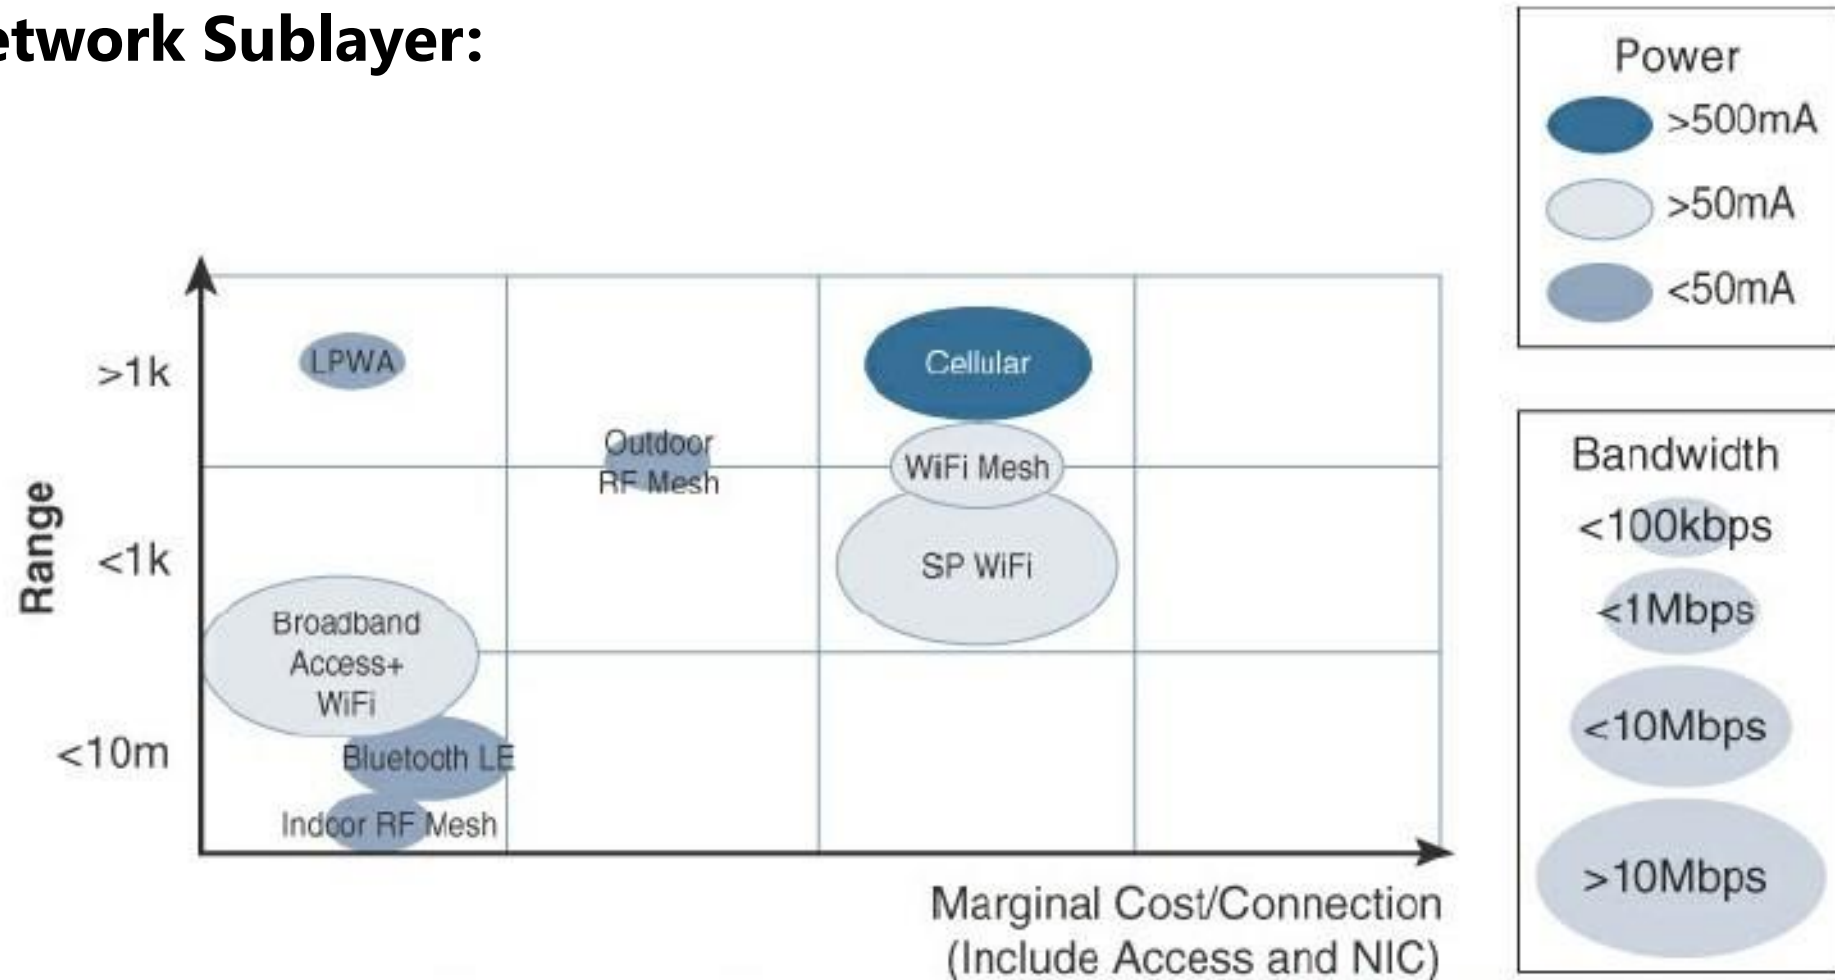 etwork Sublayer:
Power
>500mA
>50mA
<50mA
>1k
LPWA
Cellular
Outdoor
RF Mesh
WiFi Mesh
Range
<1k
SP WiFi
Broadband
Access+
WiFi
<10m
Bluetooth LE
Indoor RF Mesh
Marginal Cost/Connection
(Include Access and NIC)
Bandwidth
<100kbps
<1Mbps
<10Mbps
>10Mbps